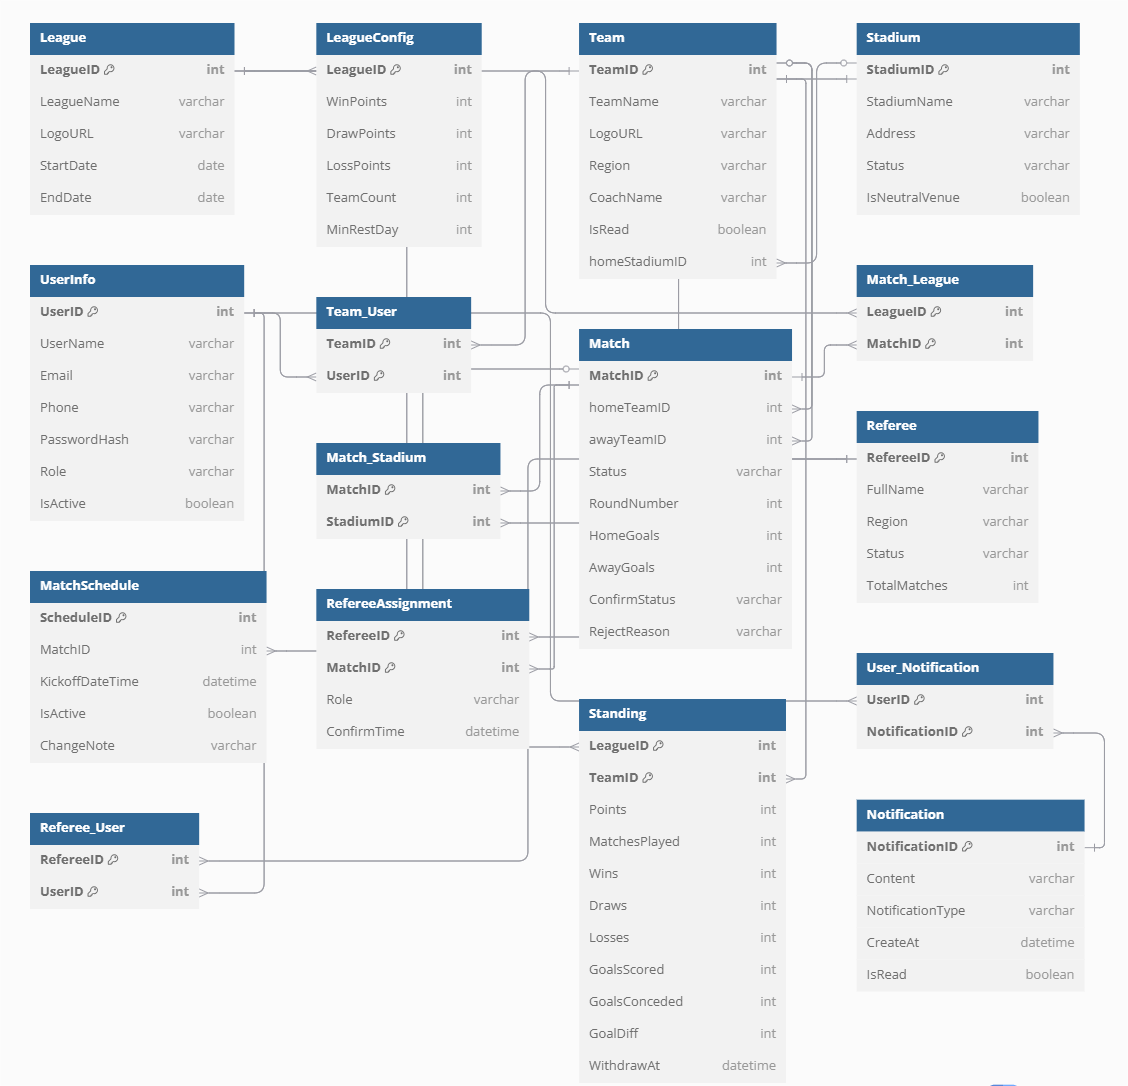 League
LeagueID int
LeagueName varchar
LogoURL varchar
StartDate date
EndDate date
LeagueConfig
LeagueID int
WinPoints int
DrawPoints int
LossPoints int
TeamCount int
MinRestDay int
Team
TeamID int
TeamName varchar
LogoURL varchar
Region varchar
CoachName varchar
IsRead boolean
homeStadiumID int
Stadium
StadiumID int
StadiumName varchar
Address varchar
Status varchar
IsNeutralVenue boolean
UserInfo
UserID int
UserName varchar
Email varchar
Phone varchar
PasswordHash varchar
Role varchar
IsActive boolean
Team_User
TeamID int
UserID int
Match
MatchID int
homeTeamID int
awayTeamID int
Status varchar
RoundNumber int
HomeGoals int
AwayGoals int
ConfirmStatus varchar
RejectReason varchar
Match_League
LeagueID int
MatchID int
Referee
RefereeID int
FullName varchar
Region varchar
Status varchar
TotalMatches int
Match_Stadium
MatchID int
StadiumID int
MatchSchedule
ScheduleID int
MatchID int
KickoffDateTime datetime
IsActive boolean
ChangeNote varchar
RefereeAssignment
RefereeID int
MatchID int
Role varchar
ConfirmTime datetime
User_Notification
UserID int
NotificationID int
Standing
LeagueID int
TeamID int
Points int
MatchesPlayed int
Wins int
Draws int
Losses int
GoalsScored int
GoalsConceded int
GoalDiff int
WithdrawAt datetime
Referee_User
RefereeID int
UserID int
Notification
NotificationID int
Content varchar
NotificationType varchar
CreateAt datetime
IsRead boolean